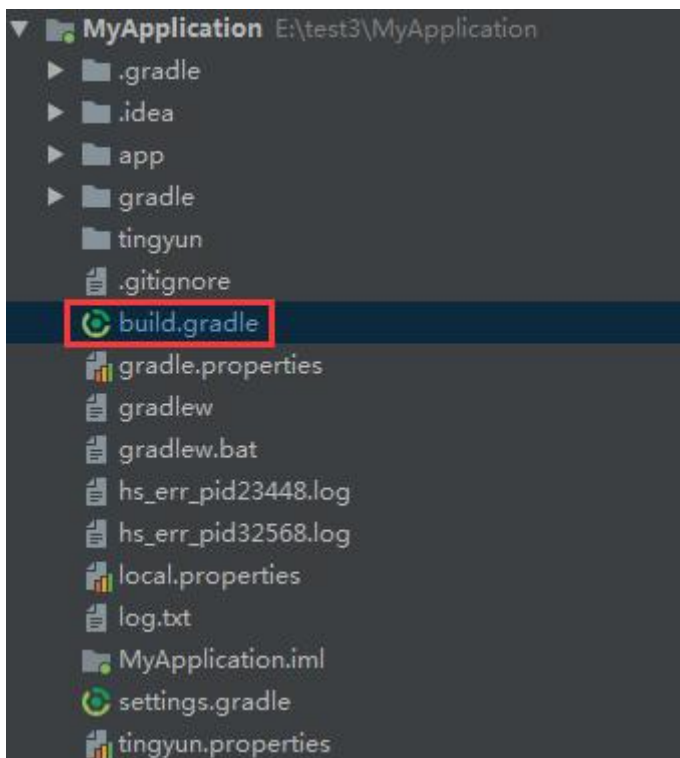 MyApplication E:\test3\MyApplication
.gradle
.idea
app
gradle
tingyun
.gitignore
build.gradle
gradle.properties
gradlew
gradlew.bat
hs_err_pid23448.log
hs_err_pid32568.log
local.properties
log.txt
MyApplication.iml
settings.gradle
tingyun.properties